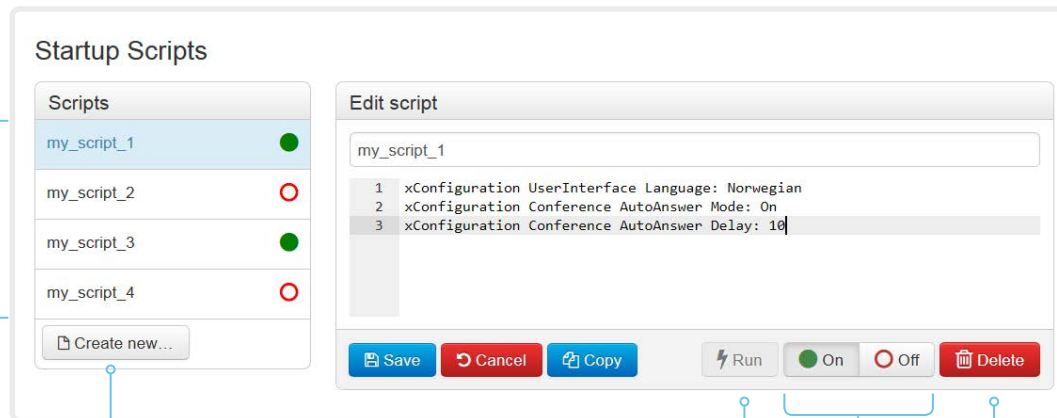 Startup Scripts
Scripts
my_script_1
my_script_2
my_script_3
my_script_4
Create new...
Edit script
my_script_1
1 xConfiguration UserInterface Language: Norwegian
2 xConfiguration Conference AutoAnswer Mode: On
3 xConfiguration Conference AutoAnswer Delay: 10
Save Cancel Copy Run On Off Delete